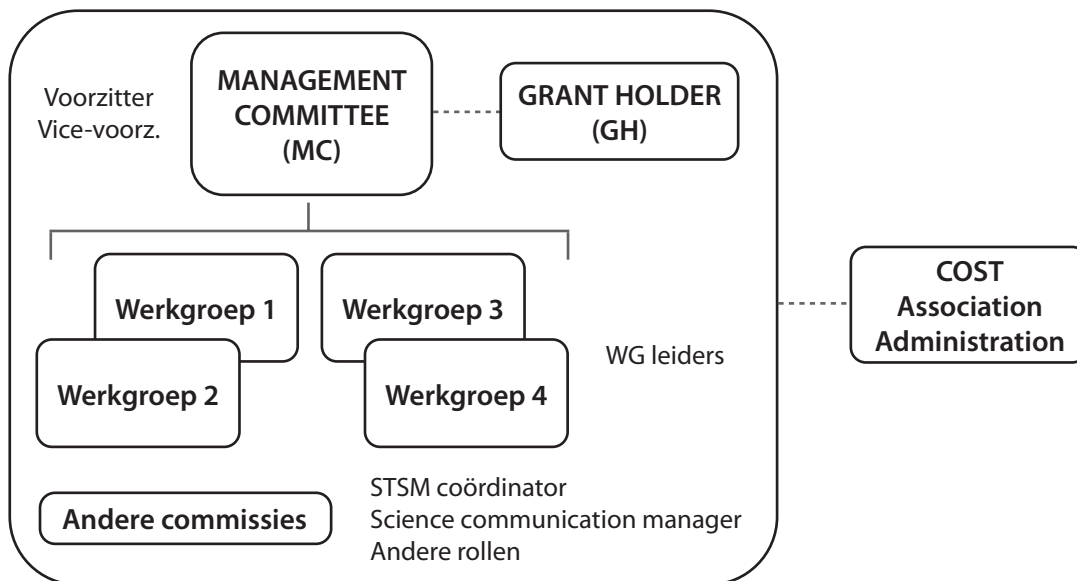 Voorzitter
Vice-voorz.
MANAGEMENT
COMMITTEE
(MC)
GRANT HOLDER
(GH)
Werkgroep 1
Werkgroep 3
Werkgroep 2
Werkgroep 4
WG leiders
COST
Association
Administration
Andere commissies
STSM coördinator
Science communication manager
Andere rollen